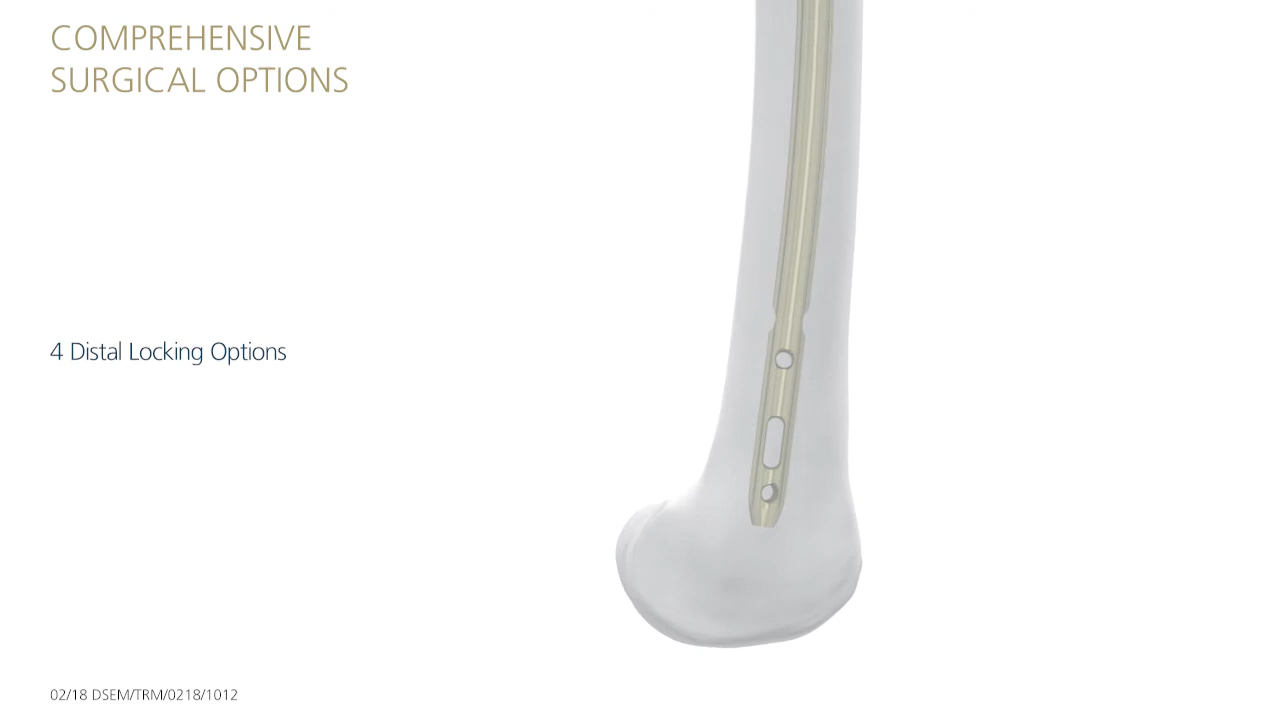 COMPREHENSIVE
SURGICAL OPTIONS
4 Distal Locking Options
02/18 DSEM/TRM/0218/1012